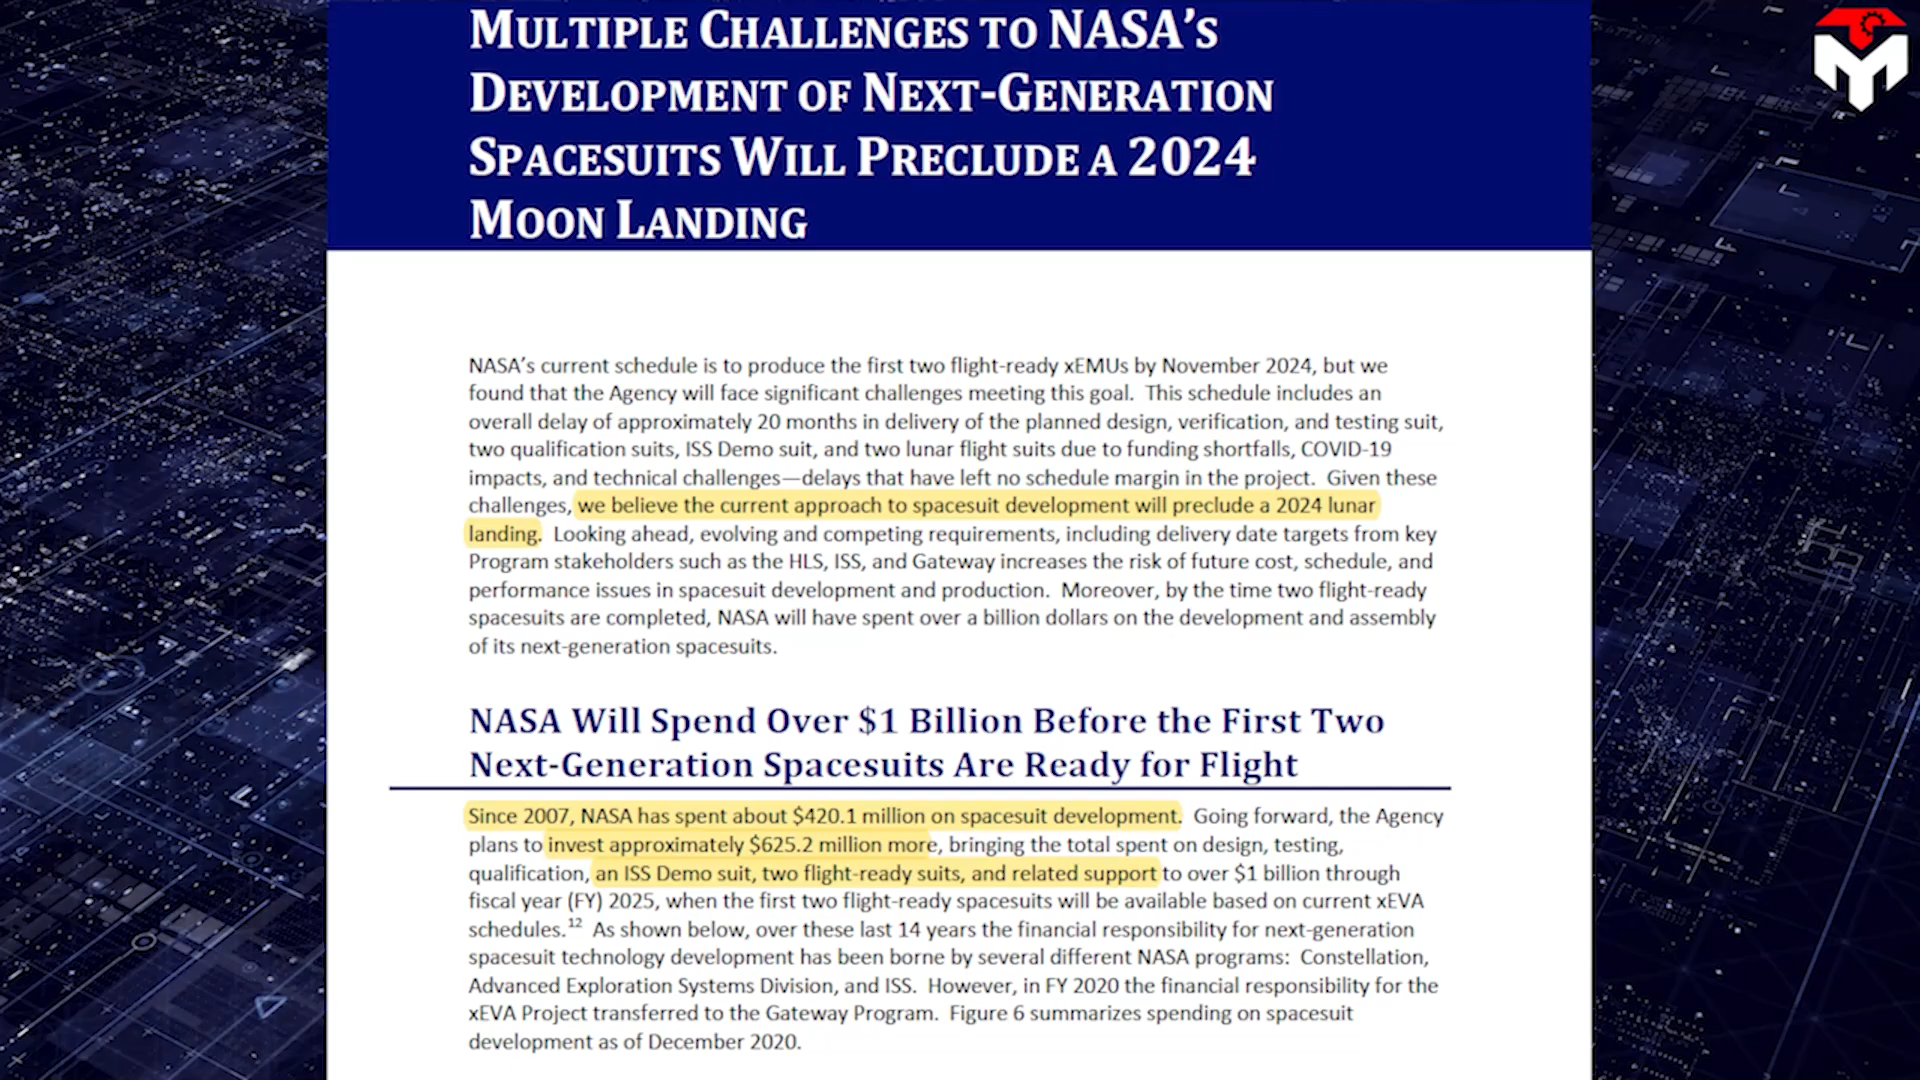 MULTIPLE CHALLENGES TO NASA’S
DEVELOPMENT OF NEXT-GENERATION
SPACESUITS WILL PRECLUDE A 2024
MOON LANDING
NASA’s current schedule is to produce the first two flight-ready xEMUs by November 2024, but we
found that the Agency will face significant challenges meeting this goal.  This schedule includes an
overall delay of approximately 20 months in delivery of the planned design, verification, and testing suit,
two qualification suits, ISS Demo suit, and two lunar flight suits due to funding shortfalls, COVID-19
impacts, and technical challenges—delays that have left no schedule margin in the project.  Given these
challenges, we believe the current approach to spacesuit development will preclude a 2024 lunar
landing.  Looking ahead, evolving and competing requirements, including delivery date targets from key
Program stakeholders such as the HLS, ISS, and Gateway increases the risk of future cost, schedule, and
performance issues in spacesuit development and production.  Moreover, by the time two flight-ready
spacesuits are completed, NASA will have spent over a billion dollars on the development and assembly
of its next-generation spacesuits.
NASA Will Spend Over $1 Billion Before the First Two
Next-Generation Spacesuits Are Ready for Flight
Since 2007, NASA has spent about $420.1 million on spacesuit development.  Going forward, the Agency
plans to invest approximately $625.2 million more, bringing the total spent on design, testing,
qualification, an ISS Demo suit, two flight-ready suits, and related support to over $1 billion through
fiscal year (FY) 2025, when the first two flight-ready spacesuits will be available based on current xEVA
schedules.12  As shown below, over these last 14 years the financial responsibility for next-generation
spacesuit technology development has been borne by several different NASA programs:  Constellation,
Advanced Exploration Systems Division, and ISS.  However, in FY 2020 the financial responsibility for the
xEVA Project transferred to the Gateway Program.  Figure 6 summarizes spending on spacesuit
development as of December 2020.